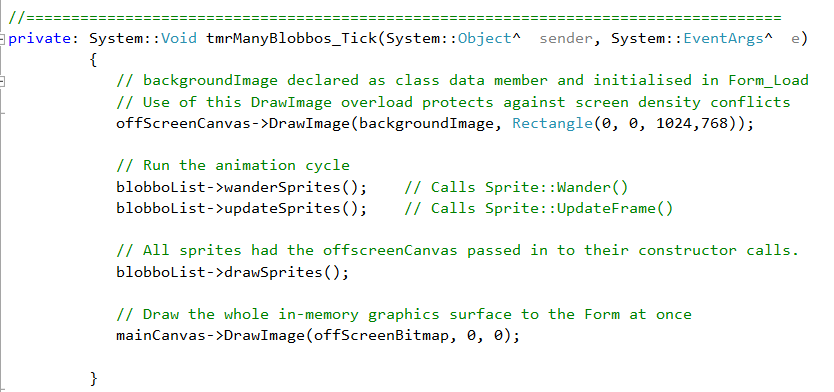 //====================================================================================
private: System::Void tmrManyBlobbos_Tick(System::Object^  sender, System::EventArgs^  e)
{
// backgroundImage declared as class data member and initialised in Form_Load
// Use of this DrawImage overload protects against screen density conflicts
offScreenCanvas->DrawImage(backgroundImage, Rectangle(0, 0, 1024,768));
// Run the animation cycle
blobboList->wanderSprites();    // Calls Sprite::Wander()
blobboList->updateSprites();    // Calls Sprite::UpdateFrame()
// All sprites had the offscreenCanvas passed in to their constructor calls.
blobboList->drawSprites();
// Draw the whole in-memory graphics surface to the Form at once
mainCanvas->DrawImage(offScreenBitmap, 0, 0);
}